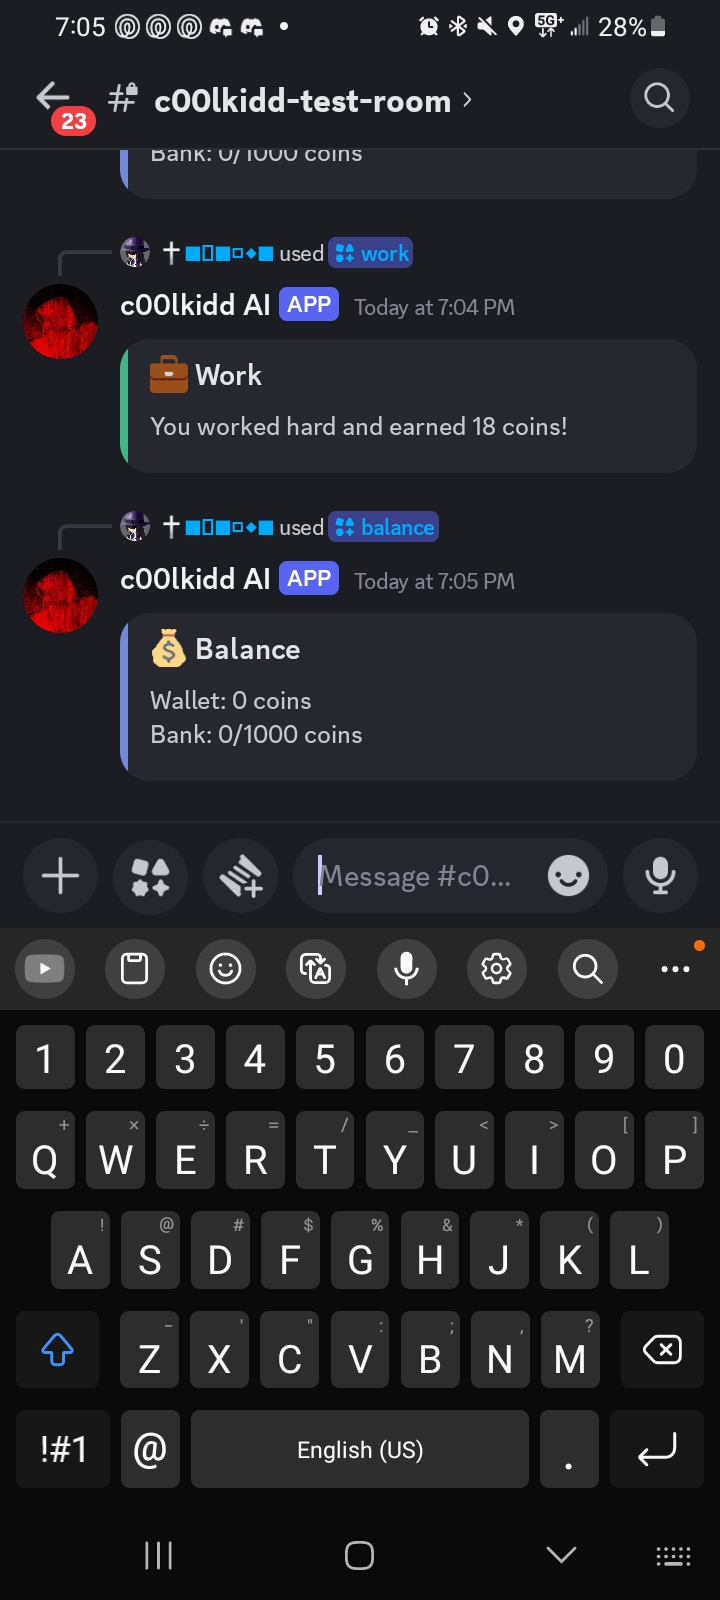 7:05
5G+
28%
23
c00lkidd-test-room
Bank: 0/1000 coins
used work
c00lkidd AI APP Today at 7:04 PM
Work
You worked hard and earned 18 coins!
used balance
c00lkidd AI APP Today at 7:05 PM
Balance
Wallet: 0 coins
Bank: 0/1000 coins
Message #c0...
1 2 3 4 5 6 7 8 9 0
+ × ÷ = / _ < > [ ]
Q W E R T Y U I O P
! @ # $ % & * ( )
A S D F G H J K L
- ' " : ; , ?
Z X C V B N M
!#1 @ English (US) .